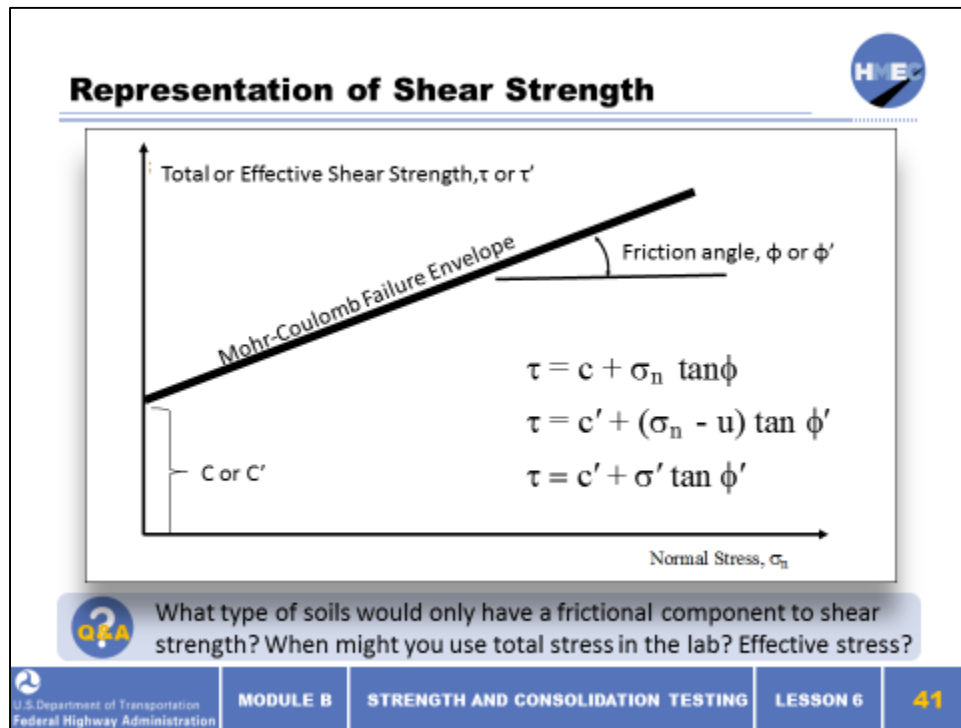 Representation of Shear Strength
HMEC
Total or Effective Shear Strength,τ or τ′
Mohr-Coulomb Failure Envelope
Friction angle, ϕ or ϕ′
τ = c + σn tanϕ
τ = c′ + (σn - u) tan ϕ′
τ = c′ + σ′ tan ϕ′
C or C′
Normal Stress, σn
?
Q&A
What type of soils would only have a frictional component to shear
strength? When might you use total stress in the lab? Effective stress?
U.S.Department of Transportation
Federal Highway Administration
MODULE B
STRENGTH AND CONSOLIDATION TESTING
LESSON 6
41